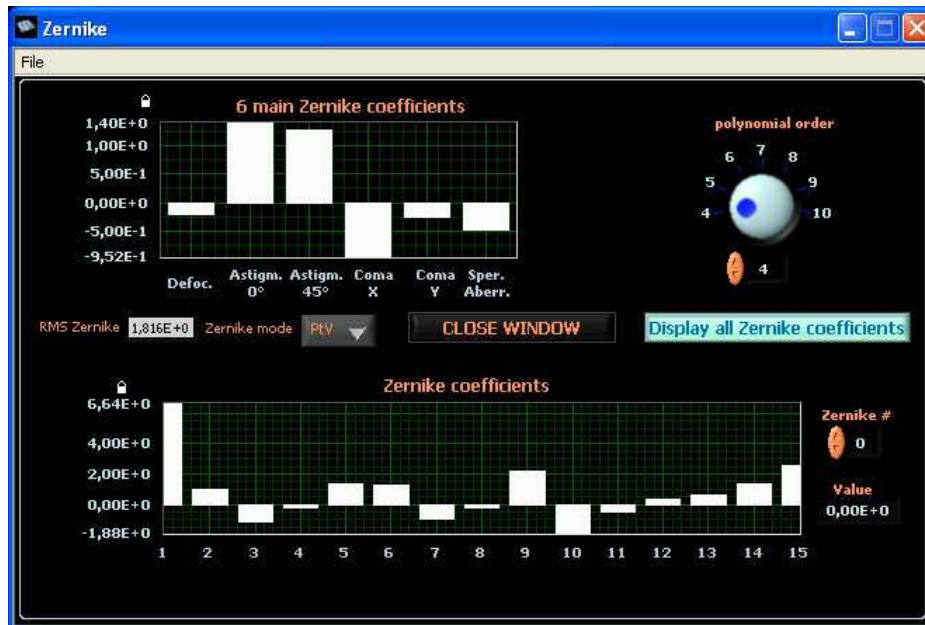 Zernike
File
6 main Zernike coefficients
1,40E+0
1,00E+0
5,00E-1
0,00E+0
-5,00E-1
-9,52E-1
Defoc. Astigm. 0° Astigm. 45° Coma X Coma Y Sper. Aberr.
polynomial order
4 5 6 7 8 9 10
4
RMS Zernike 1,816E+0 Zernike mode PtV CLOSE WINDOW Display all Zernike coefficients
Zernike coefficients
6,64E+0
4,00E+0
2,00E+0
0,00E+0
-1,88E+0
1 2 3 4 5 6 7 8 9 10 11 12 13 14 15
Zernike #
0
Value
0,00E+0